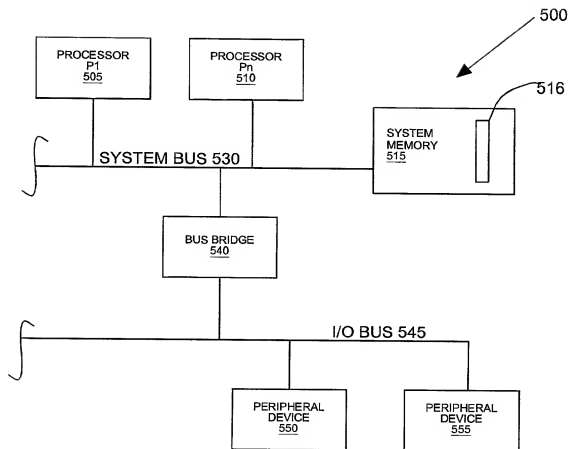 500
PROCESSOR
P1
505
PROCESSOR
Pn
510
516
SYSTEM
MEMORY
515
SYSTEM BUS 530
BUS BRIDGE
540
I/O BUS 545
PERIPHERAL
DEVICE
550
PERIPHERAL
DEVICE
555